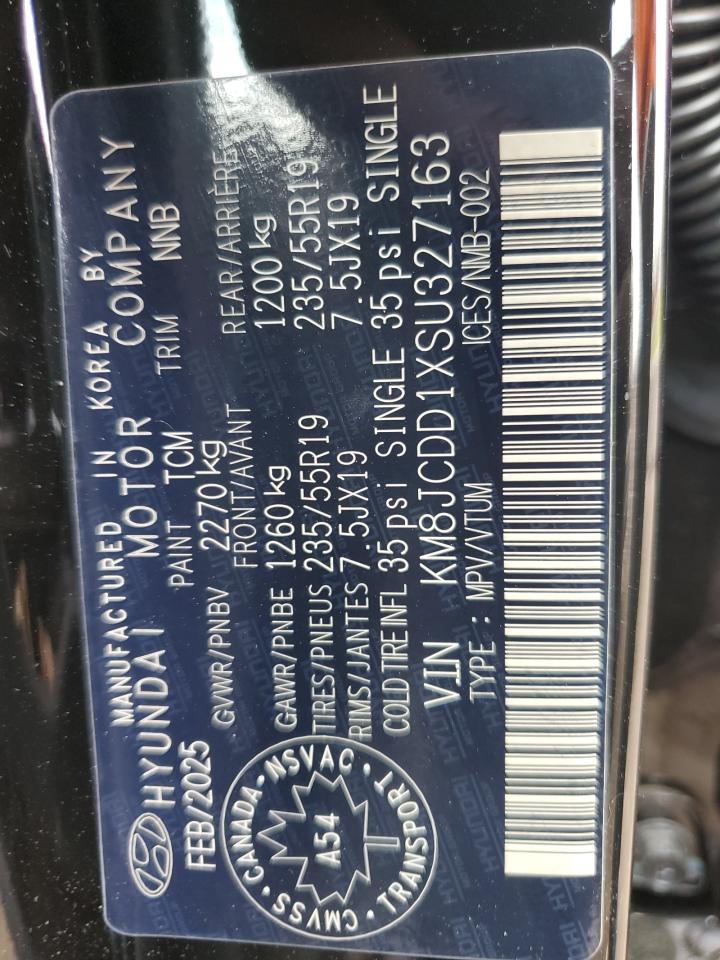 MANUFACTURED IN KOREA BY
HYUNDAI MOTOR COMPANY
FEB/2025 PAINT TCM TRIM NNB
GVWR/PNBV 2270 kg
FRONT/AVANT REAR/ARRIÈRE
GAWR/PNBE 1260 kg 1200 kg
TIRES/PNEUS 235/55R19 235/55R19
RIMS/JANTES 7.5JX19 7.5JX19
COLD TIRE INFL 35 psi SINGLE 35 psi SINGLE
VIN KM8JCDD1XSU327163
TYPE : MPV/VTUM ICES/NMB-002
CMVSS · CANADA · NSVAC · TRANSPORT ·
A54